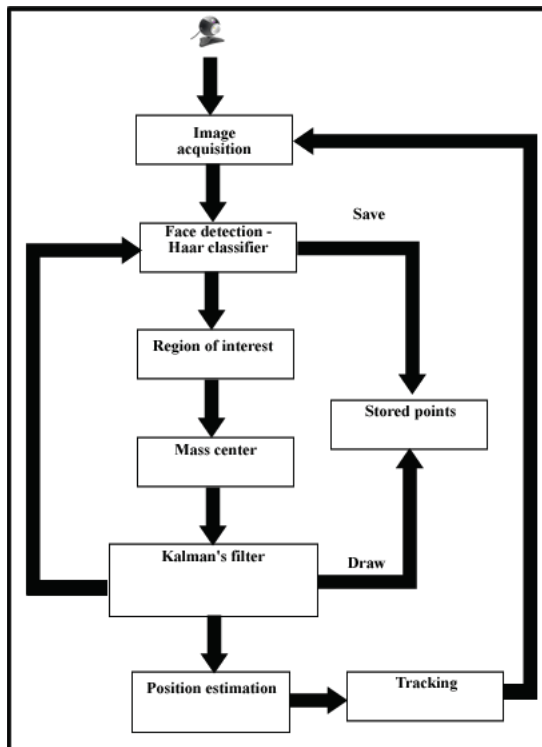 Image
acquisition
Save
Face detection -
Haar classifier
Region of interest
Stored points
Mass center
Kalman's filter
Draw
Position estimation
Tracking